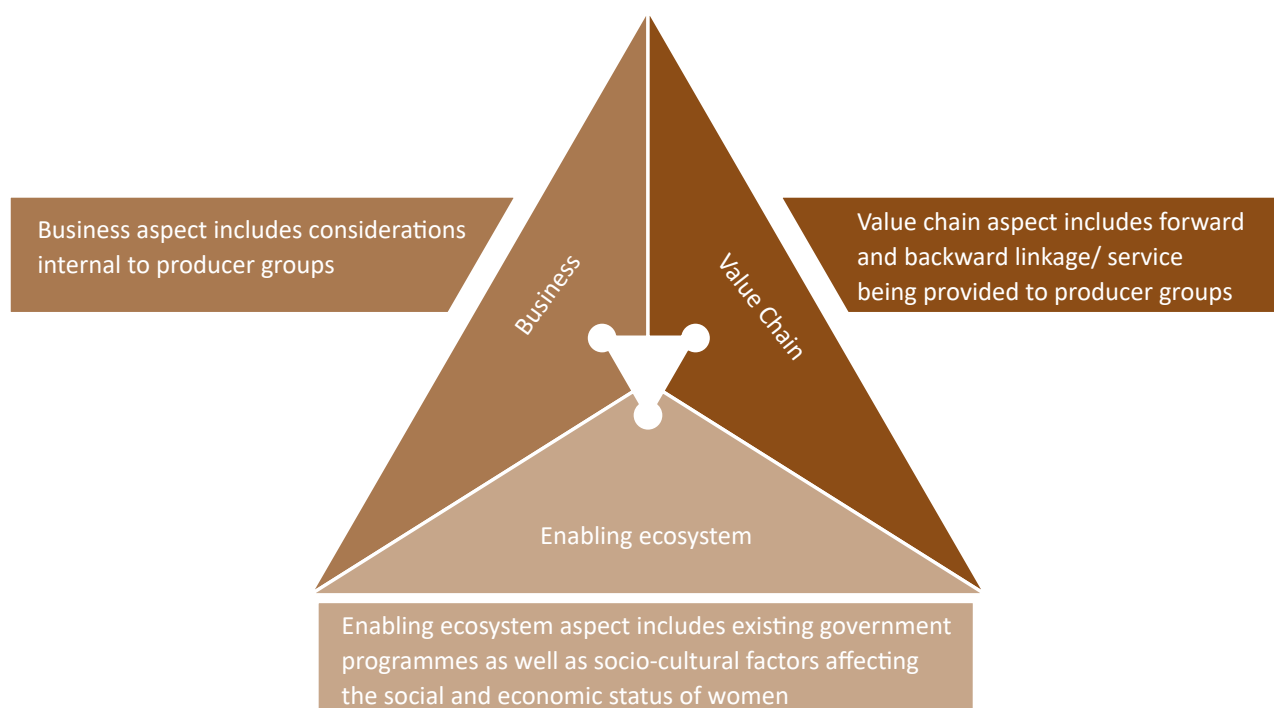 Business aspect includes considerations
internal to producer groups
Business
Value Chain
Value chain aspect includes forward
and backward linkage/ service
being provided to producer groups
Enabling ecosystem
Enabling ecosystem aspect includes existing government
programmes as well as socio-cultural factors affecting
the social and economic status of women